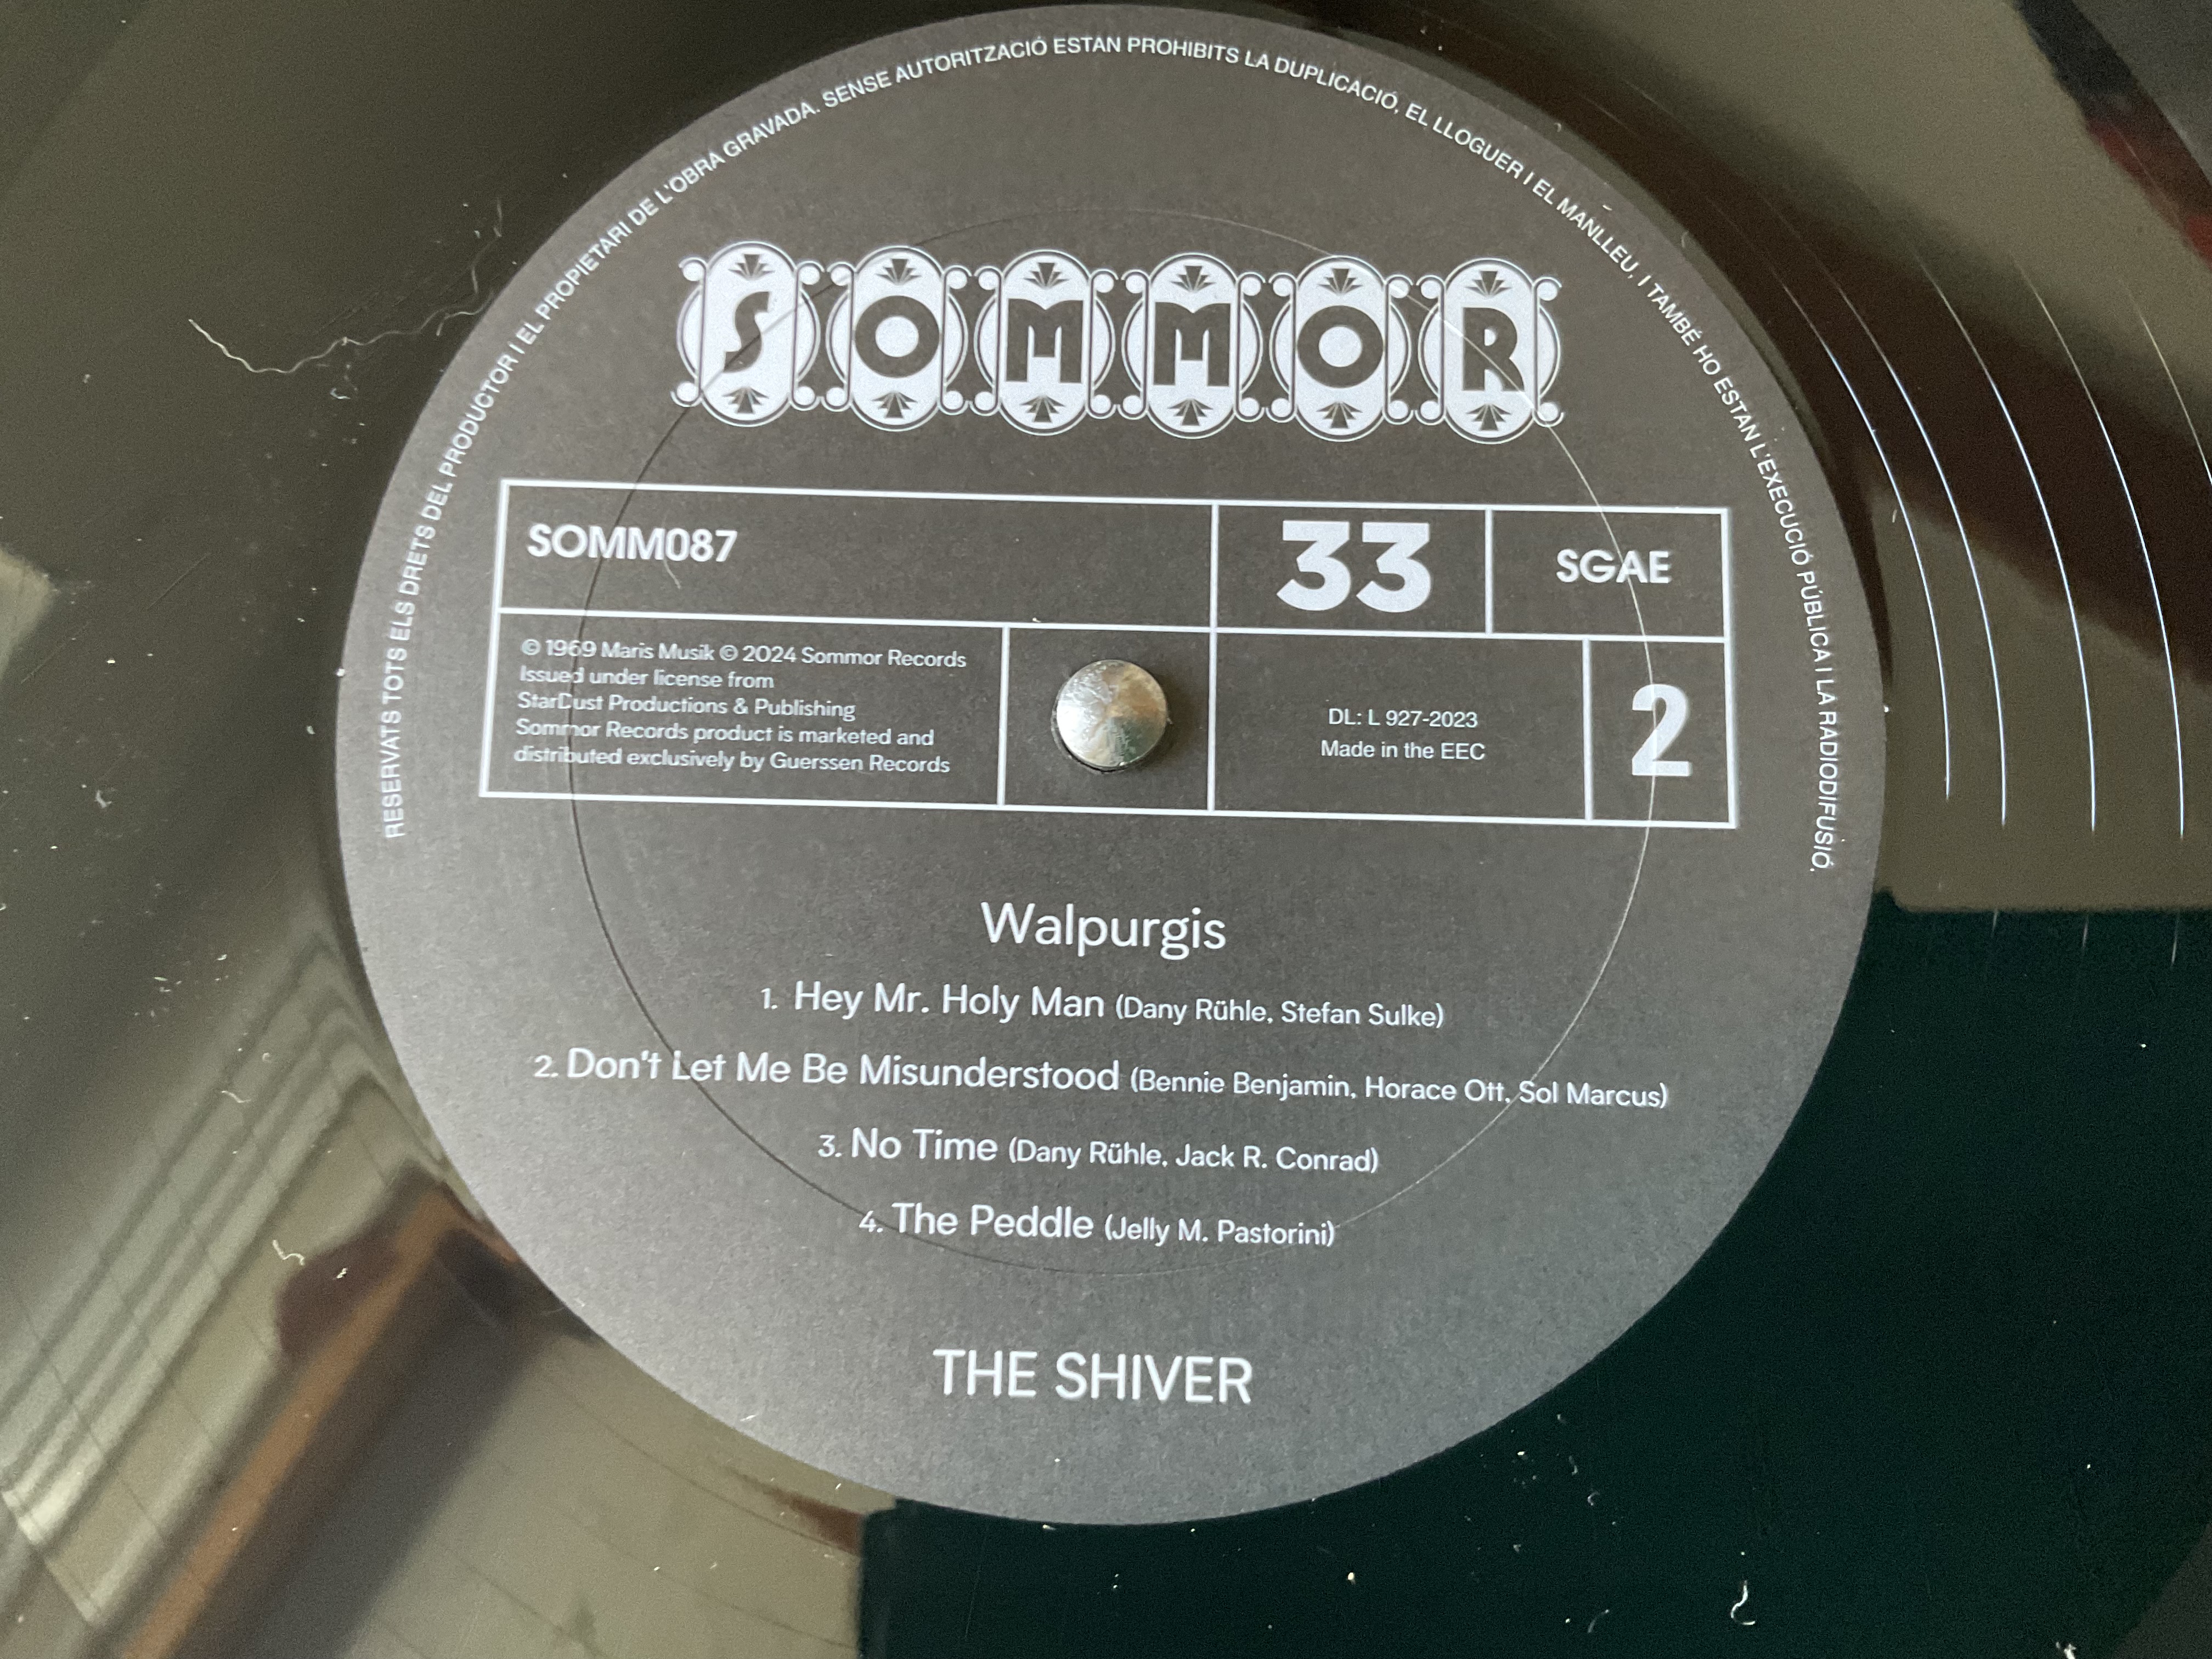 RESERVATS TOTS ELS DRETS DEL PRODUCTOR I EL PROPIETARI DE L'OBRA GRAVADA. SENSE AUTORITZACIÓ ESTAN PROHIBITS LA DUPLICACIÓ, EL LLOGUER I EL MANLLEU, I TAMBÉ HO ESTAN L'EXECUCIÓ PÚBLICA I LA RADIODIFUSIÓ.
SOMMOR
SOMM087
33
SGAE
© 1969 Maris Musik © 2024 Sommor Records
Issued under license from
StarDust Productions & Publishing
Sommor Records product is marketed and
distributed exclusively by Guerssen Records
DL: L 927-2023
Made in the EEC
2
Walpurgis
1. Hey Mr. Holy Man (Dany Rühle, Stefan Sulke)
2. Don't Let Me Be Misunderstood (Bennie Benjamin, Horace Ott, Sol Marcus)
3. No Time (Dany Rühle, Jack R. Conrad)
4. The Peddle (Jelly M. Pastorini)
THE SHIVER